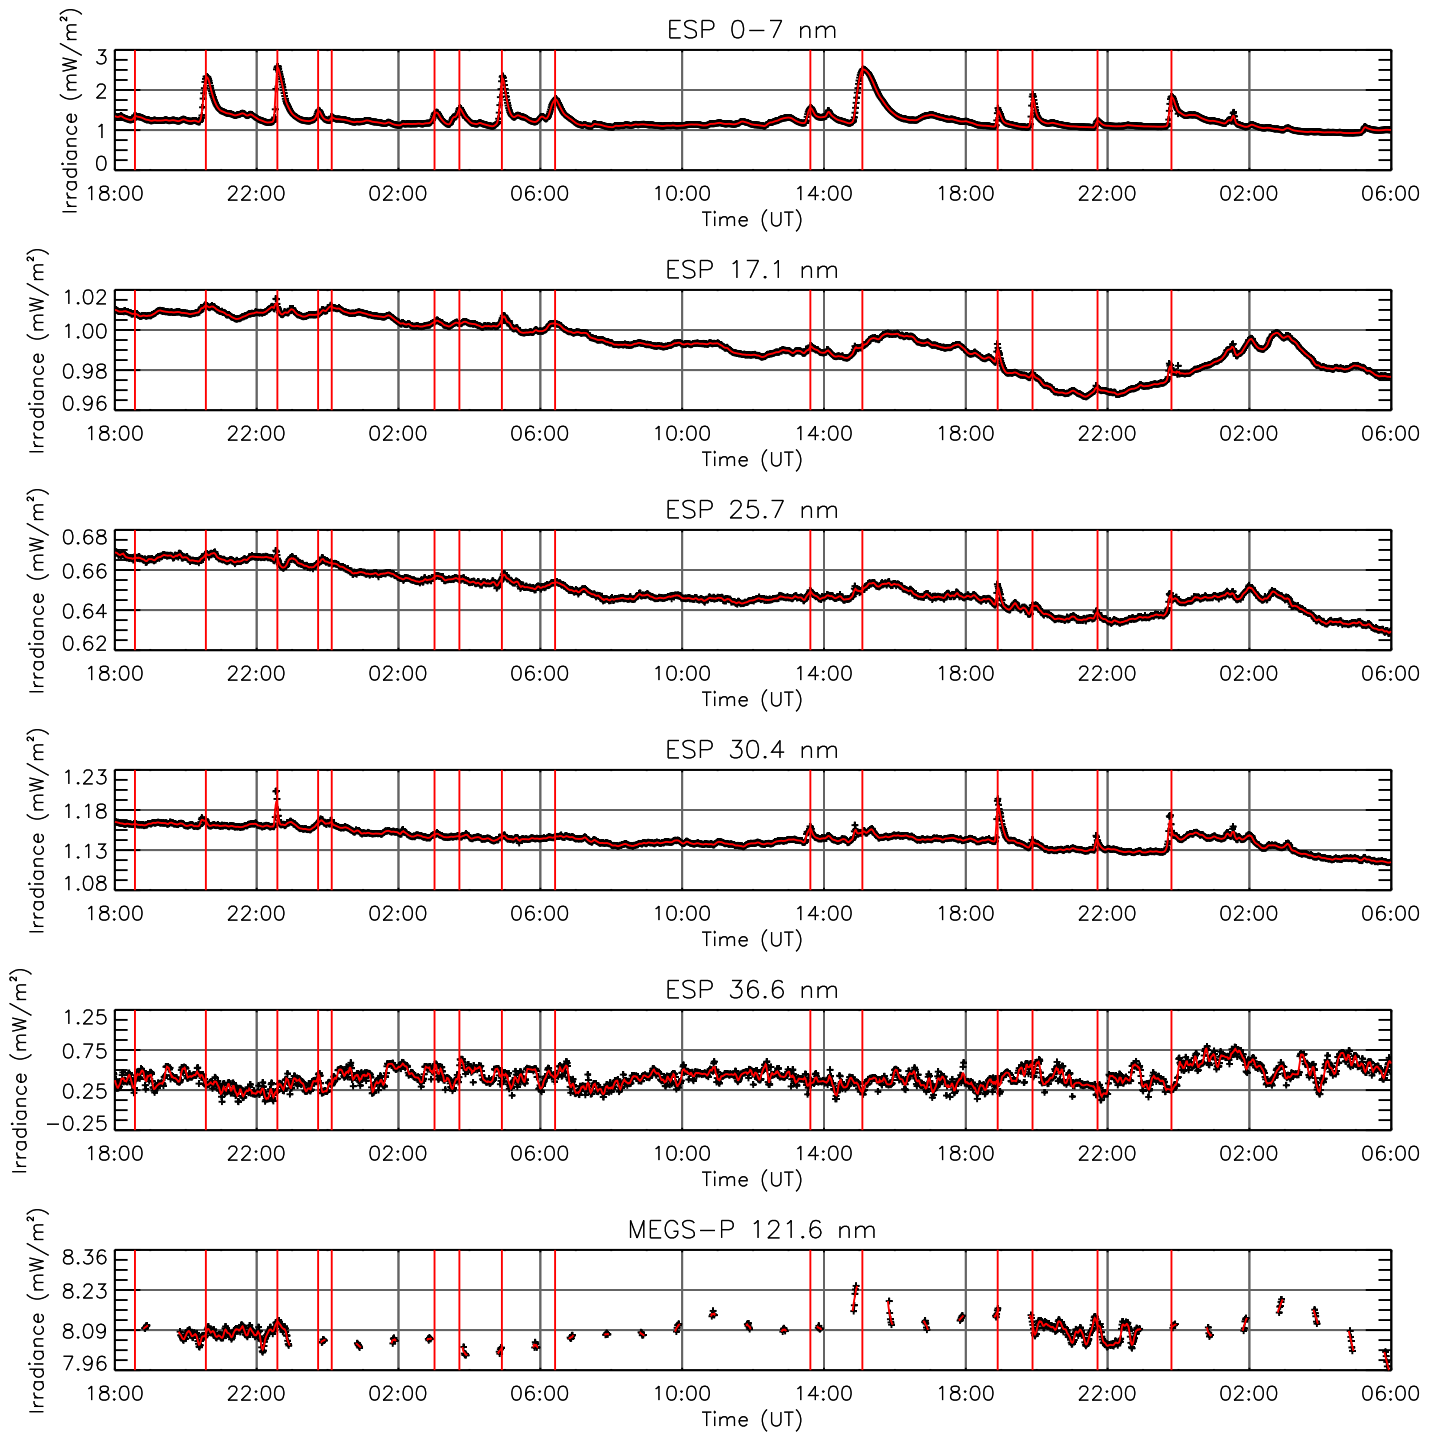 ESP 0-7 nm
Irradiance (mW/m²)
3
2
1
0
18:00 22:00 02:00 06:00 10:00 14:00 18:00 22:00 02:00 06:00
Time (UT)
ESP 17.1 nm
Irradiance (mW/m²)
1.02
1.00
0.98
0.96
18:00 22:00 02:00 06:00 10:00 14:00 18:00 22:00 02:00 06:00
Time (UT)
ESP 25.7 nm
Irradiance (mW/m²)
0.68
0.66
0.64
0.62
18:00 22:00 02:00 06:00 10:00 14:00 18:00 22:00 02:00 06:00
Time (UT)
ESP 30.4 nm
Irradiance (mW/m²)
1.23
1.18
1.13
1.08
18:00 22:00 02:00 06:00 10:00 14:00 18:00 22:00 02:00 06:00
Time (UT)
ESP 36.6 nm
Irradiance (mW/m²)
1.25
0.75
0.25
-0.25
18:00 22:00 02:00 06:00 10:00 14:00 18:00 22:00 02:00 06:00
Time (UT)
MEGS-P 121.6 nm
Irradiance (mW/m²)
8.36
8.23
8.09
7.96
18:00 22:00 02:00 06:00 10:00 14:00 18:00 22:00 02:00 06:00
Time (UT)